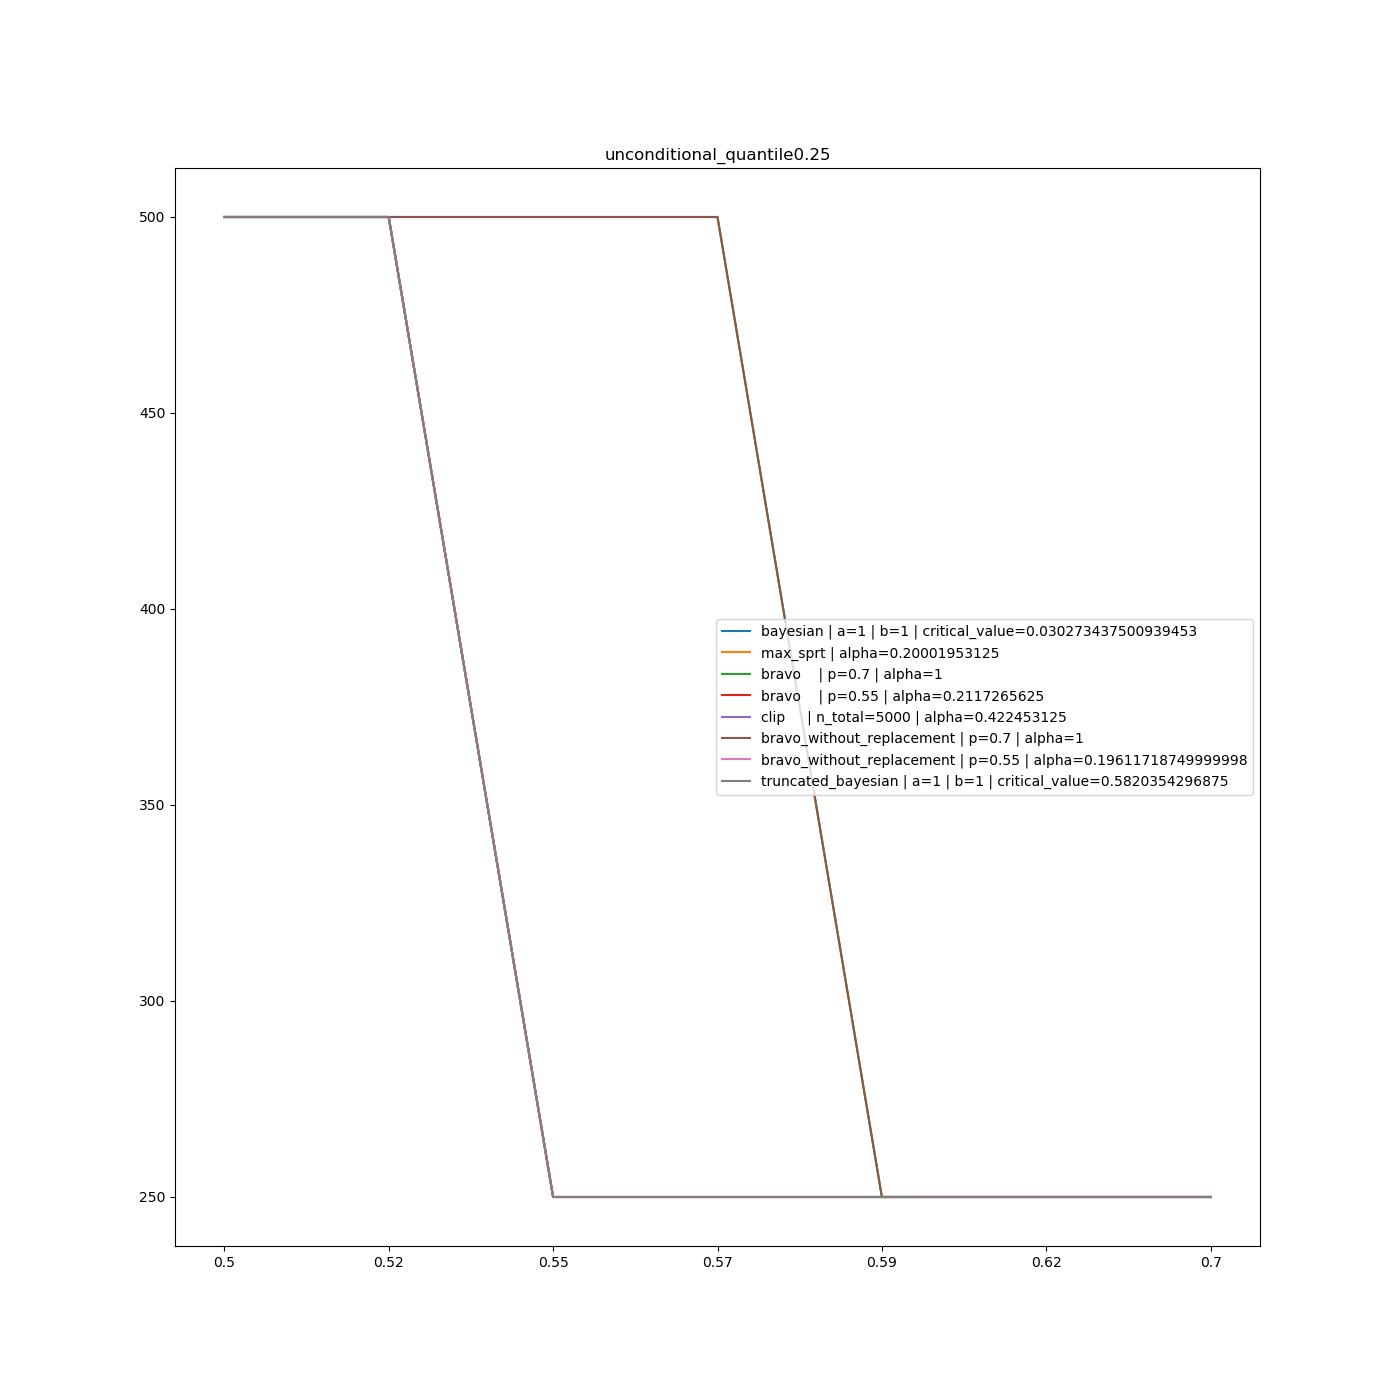 unconditional_quantile0.25
500
450
400
350
300
250
bayesian | a=1 | b=1 | critical_value=0.030273437500939453
max_sprt | alpha=0.20001953125
bravo    | p=0.7 | alpha=1
bravo    | p=0.55 | alpha=0.2117265625
clip     | n_total=5000 | alpha=0.422453125
bravo_without_replacement | p=0.7 | alpha=1
bravo_without_replacement | p=0.55 | alpha=0.19611718749999998
truncated_bayesian | a=1 | b=1 | critical_value=0.5820354296875
0.5 0.52 0.55 0.57 0.59 0.62 0.7